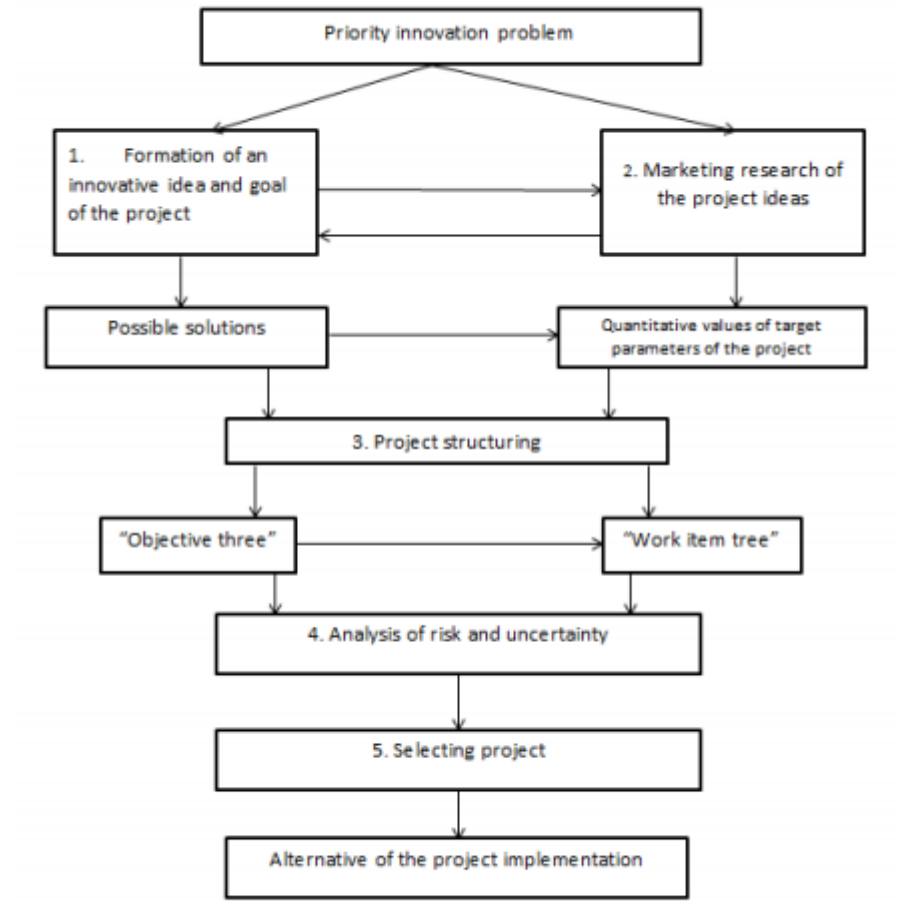 Priority innovation problem
1. Formation of an
innovative idea and goal
of the project
2. Marketing research of
the project ideas
Possible solutions
Quantitative values of target
parameters of the project
3. Project structuring
“Objective three”
“Work item tree”
4. Analysis of risk and uncertainty
5. Selecting project
Alternative of the project implementation